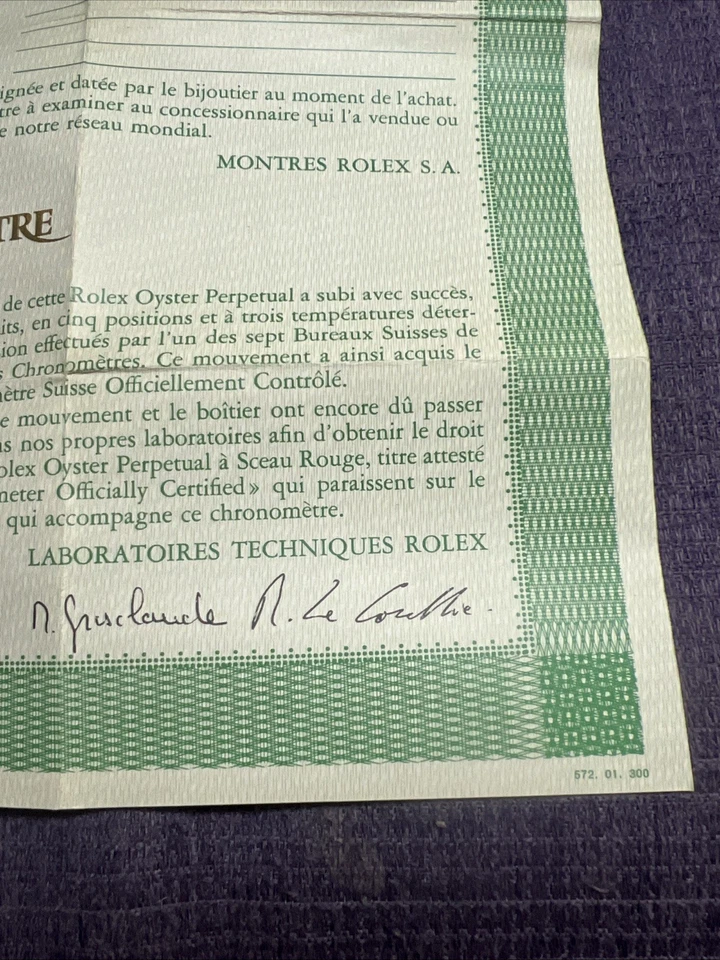 ignée et datée par le bijoutier au moment de l'achat.
tre à examiner au concessionnaire qui l'a vendue ou
e notre réseau mondial.
MONTRES ROLEX S. A.
TRE
de cette Rolex Oyster Perpetual a subi avec succès,
its, en cinq positions et à trois températures déter-
ion effectués par l'un des sept Bureaux Suisses de
s Chronomètres. Ce mouvement a ainsi acquis le
ètre Suisse Officiellement Contrôlé.
e mouvement et le boîtier ont encore dû passer
ns nos propres laboratoires afin d'obtenir le droit
olex Oyster Perpetual à Sceau Rouge, titre attesté
meter Officially Certified» qui paraissent sur le
qui accompagne ce chronomètre.
LABORATOIRES TECHNIQUES ROLEX
R. Le Coultre.
572. 01. 300